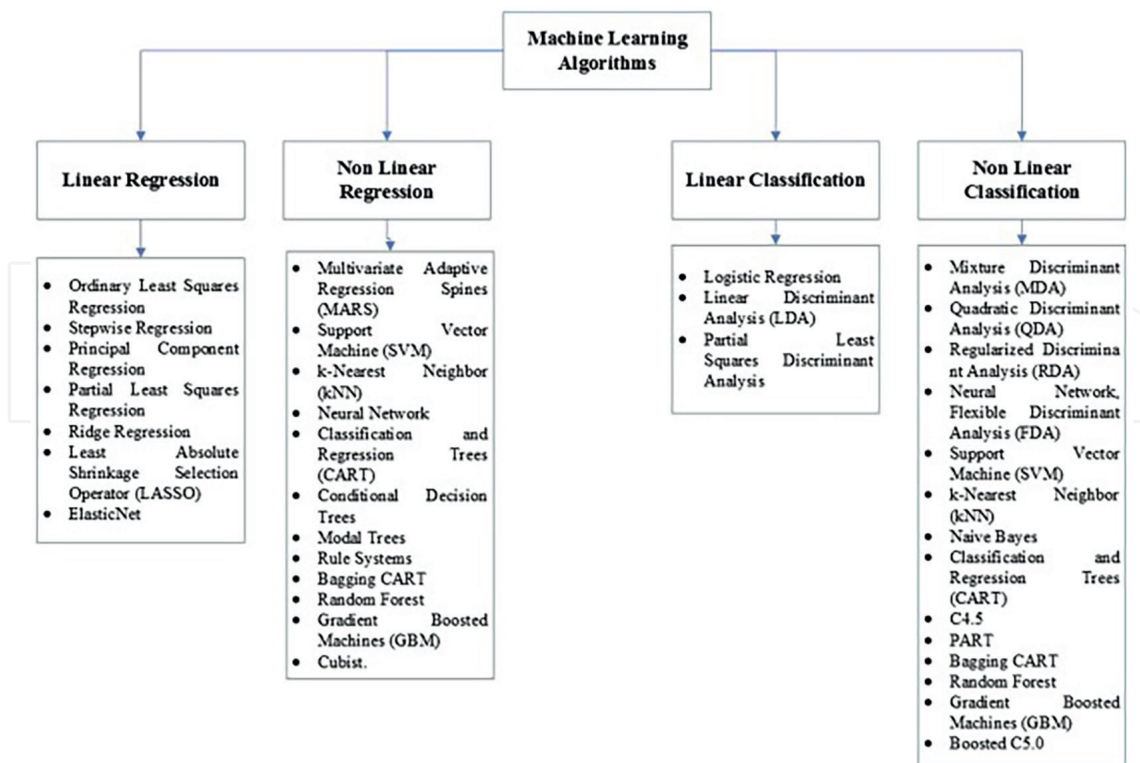 Machine Learning
Algorithms
Linear Regression
Non Linear
Regression
Linear Classification
Non Linear
Classification
• Ordinary Least Squares
Regression
• Stepwise Regression
• Principal Component
Regression
• Partial Least Squares
Regression
• Ridge Regression
• Least Absolute
Shrinkage Selection
Operator (LASSO)
• ElasticNet
• Multivariate Adaptive
Regression Spines
(MARS)
• Support Vector
Machine (SVM)
• k-Nearest Neighbor
(kNN)
• Neural Network
• Classification and
Regression Trees
(CART)
• Conditional Decision
Trees
• Modal Trees
• Rule Systems
• Bagging CART
• Random Forest
• Gradient Boosted
Machines (GBM)
• Cubist.
• Logistic Regression
• Linear Discriminant
Analysis (LDA)
• Partial Least
Squares Discriminant
Analysis
• Mixture Discriminant
Analysis (MDA)
• Quadratic Discriminant
Analysis (QDA)
• Regularized Discrimina
nt Analysis (RDA)
• Neural Network,
Flexible Discriminant
Analysis (FDA)
• Support Vector
Machine (SVM)
• k-Nearest Neighbor
(kNN)
• Naive Bayes
• Classification and
Regression Trees
(CART)
• C4.5
• PART
• Bagging CART
• Random Forest
• Gradient Boosted
Machines (GBM)
• Boosted C5.0